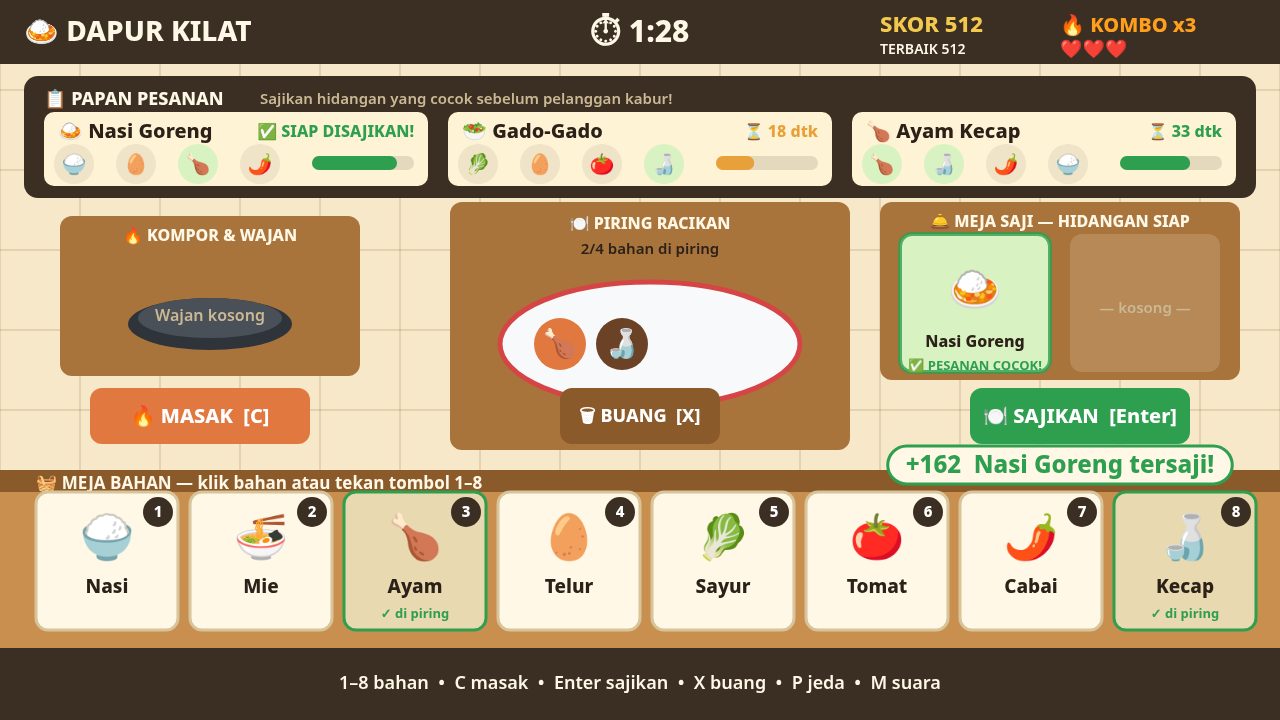 DAPUR KILAT
1:28
SKOR 512
TERBAIK 512
KOMBO x3
PAPAN PESANAN
Sajikan hidangan yang cocok sebelum pelanggan kabur!
Nasi Goreng
✅ SIAP DISAJIKAN!
Gado-Gado
18 dtk
Ayam Kecap
33 dtk
KOMPOR & WAJAN
Wajan kosong
MASAK [C]
PIRING RACIKAN
2/4 bahan di piring
BUANG [X]
MEJA SAJI — HIDANGAN SIAP
Nasi Goreng
✅ PESANAN COCOK!
— kosong —
SAJIKAN [Enter]
+162 Nasi Goreng tersaji!
MEJA BAHAN — klik bahan atau tekan tombol 1–8
1
Nasi
2
Mie
3
Ayam
✓ di piring
4
Telur
5
Sayur
6
Tomat
7
Cabai
8
Kecap
✓ di piring
1–8 bahan • C masak • Enter sajikan • X buang • P jeda • M suara